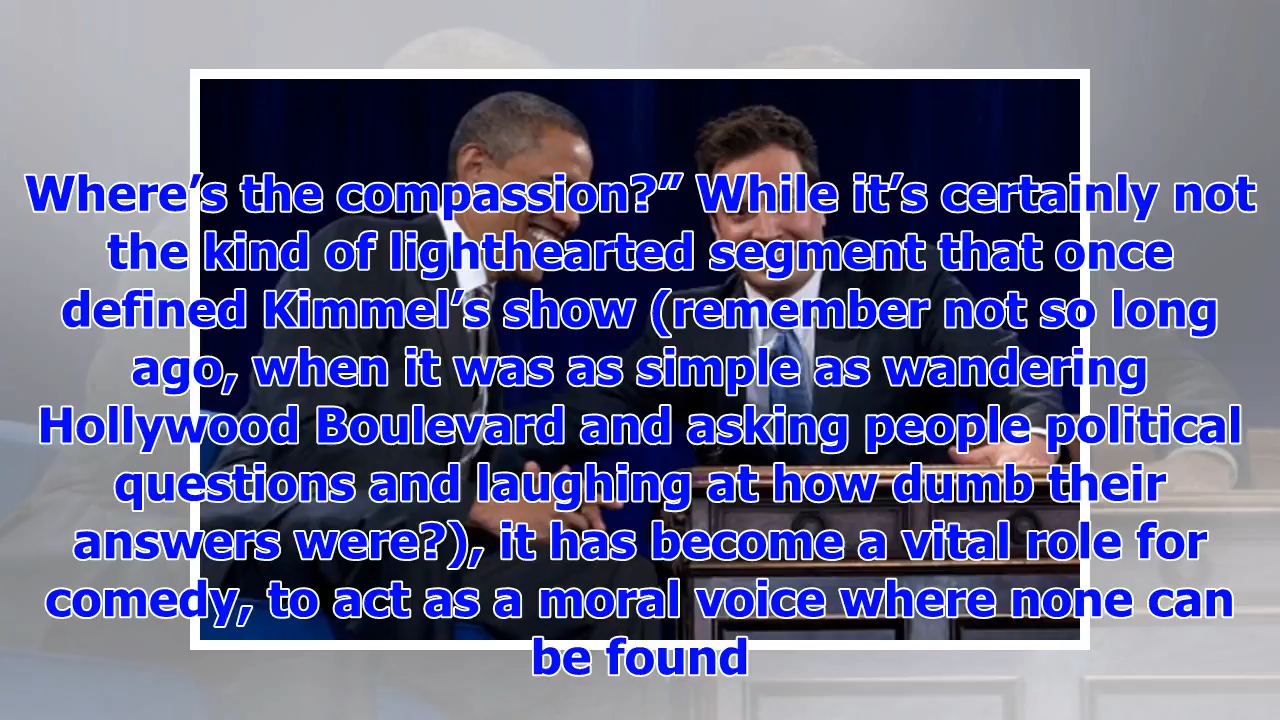 Where’s the compassion?” While it’s certainly not
the kind of lighthearted segment that once
defined Kimmel’s show (remember not so long
ago, when it was as simple as wandering
Hollywood Boulevard and asking people political
questions and laughing at how dumb their
answers were?), it has become a vital role for
comedy, to act as a moral voice where none can
be found